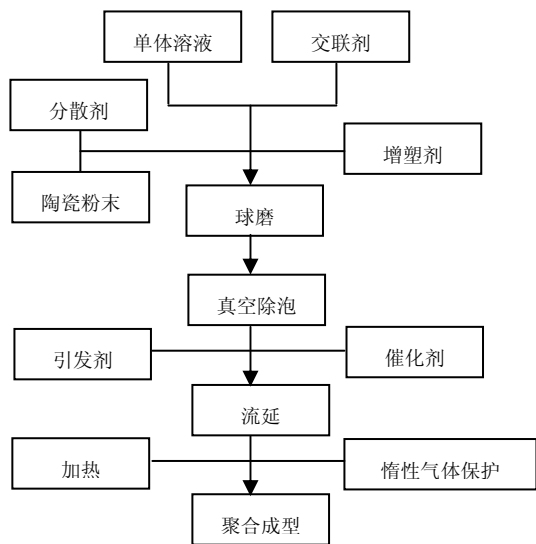 单体溶液
交联剂
分散剂
增塑剂
陶瓷粉末
球磨
真空除泡
引发剂
催化剂
流延
加热
惰性气体保护
聚合成型